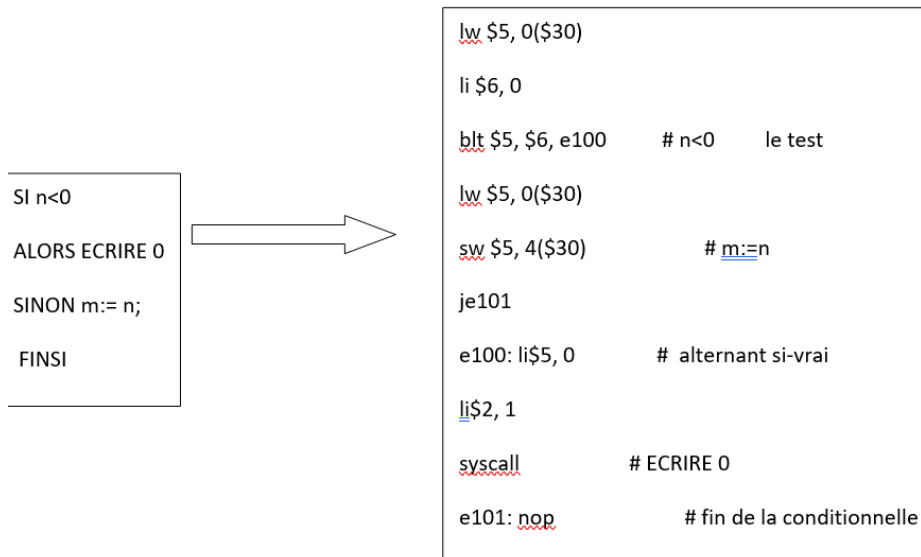 SI n<0
ALORS ECRIRE 0
SINON m:= n;
FINSI
lw $5, 0($30)
li $6, 0
blt $5, $6, e100 # n<0 le test
lw $5, 0($30)
sw $5, 4($30) # m:=n
je101
e100: li$5, 0 # alternant si-vrai
li$2, 1
syscall # ECRIRE 0
e101: nop # fin de la conditionnelle